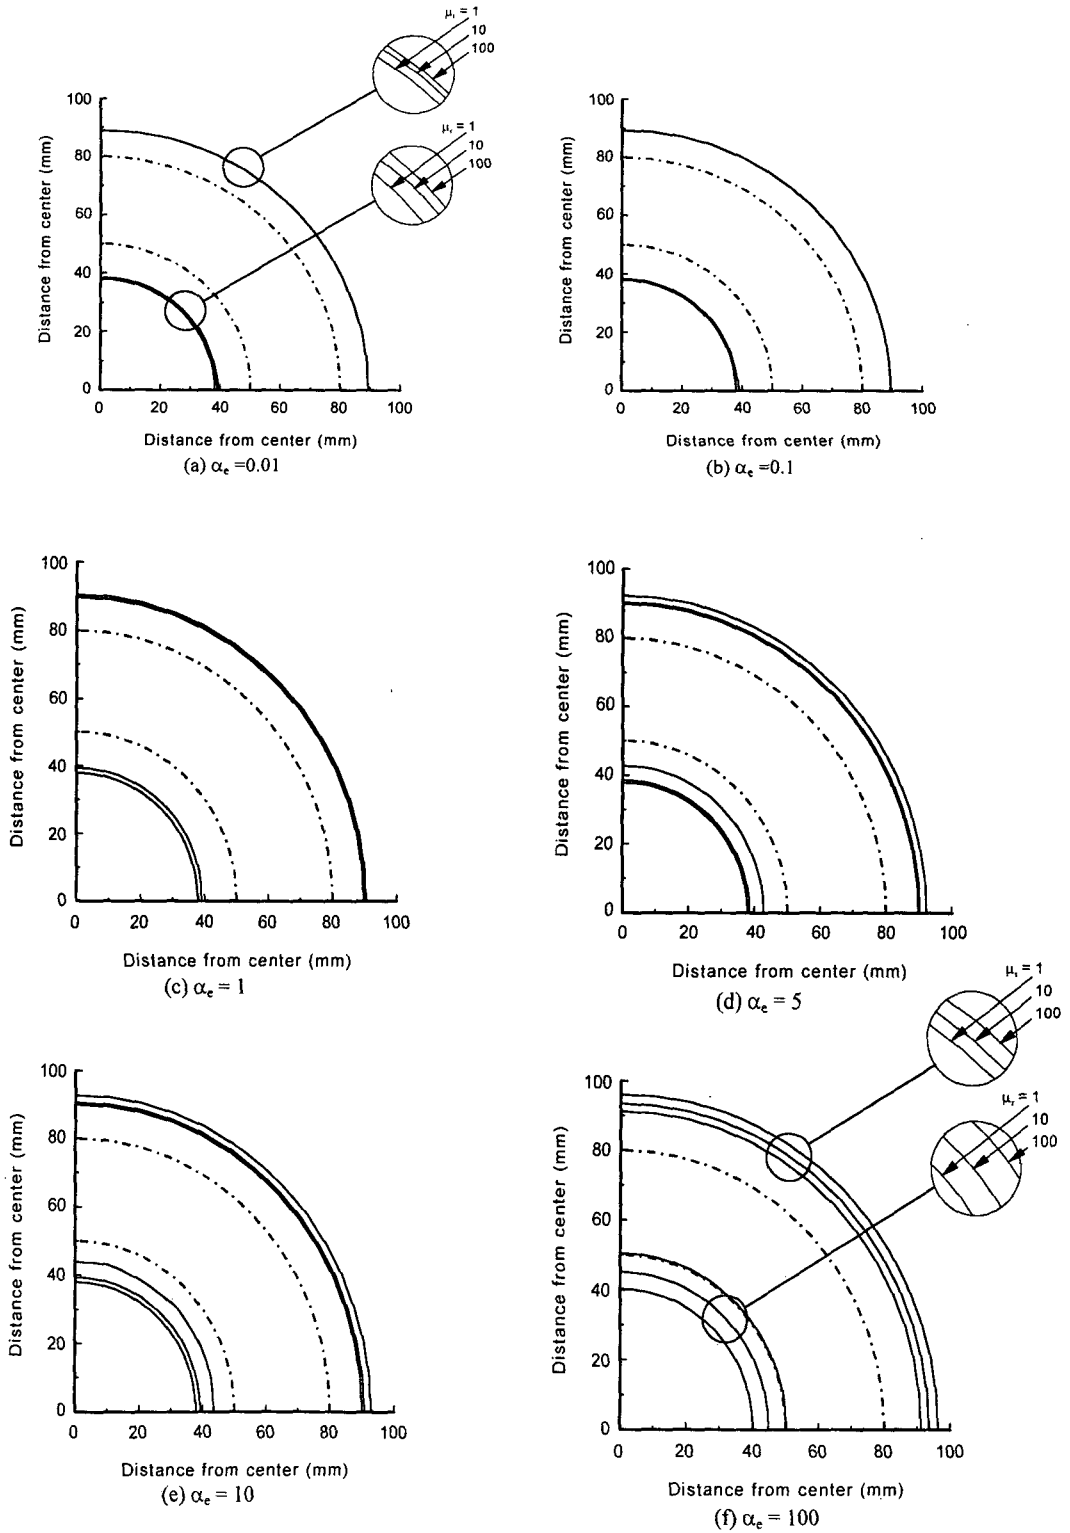 μᵣ = 1
10
100
μᵣ = 1
10
100
100
80
60
40
20
0
0 20 40 60 80 100
Distance from center (mm)
Distance from center (mm)
(a) αₑ =0.01
100
80
60
40
20
0
0 20 40 60 80 100
Distance from center (mm)
Distance from center (mm)
(b) αₑ =0.1
100
80
60
40
20
0
0 20 40 60 80 100
Distance from center (mm)
Distance from center (mm)
(c) αₑ = 1
100
80
60
40
20
0
0 20 40 60 80 100
Distance from center (mm)
Distance from center (mm)
(d) αₑ = 5
100
80
60
40
20
0
0 20 40 60 80 100
Distance from center (mm)
Distance from center (mm)
(e) αₑ = 10
μᵣ = 1
10
100
μᵣ = 1
10
100
100
80
60
40
20
0
0 20 40 60 80 100
Distance from center (mm)
Distance from center (mm)
(f) αₑ = 100